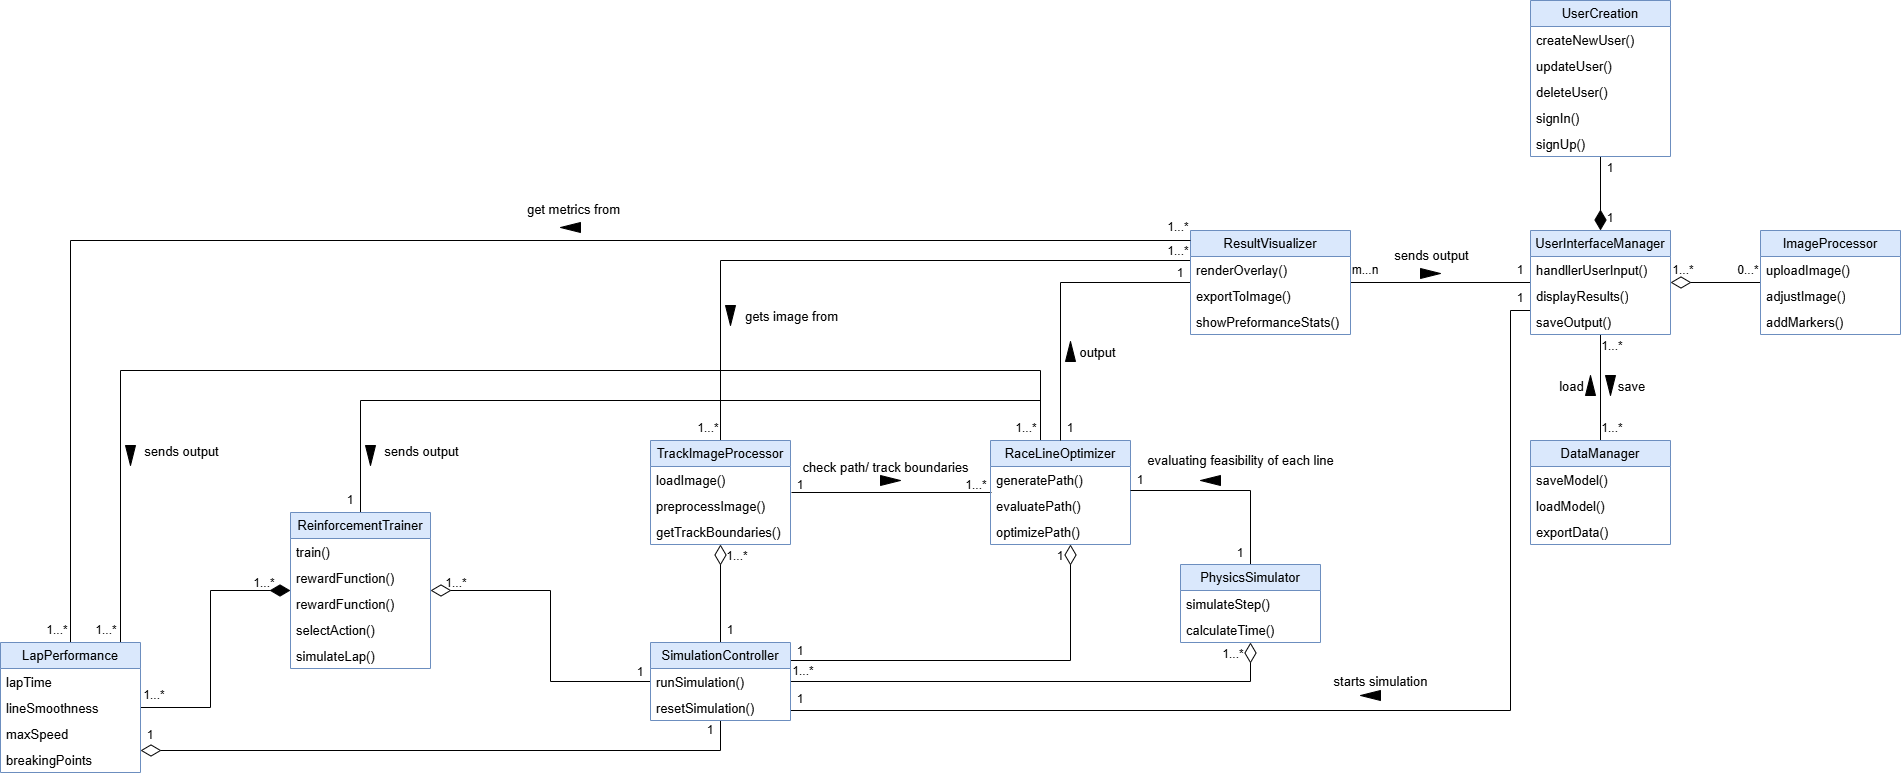 UserCreation
createNewUser()
updateUser()
deleteUser()
signIn()
signUp()
1
1
get metrics from
1...*
1...*
1
ResultVisualizer
renderOverlay()
exportToImage()
showPreformanceStats()
m...n
sends output
1
1
UserInterfaceManager
handllerUserInput()
displayResults()
saveOutput()
1...*
0...*
ImageProcessor
uploadImage()
adjustImage()
addMarkers()
gets image from
output
1...*
load
save
1...*
DataManager
saveModel()
loadModel()
exportData()
sends output
sends output
1...*
TrackImageProcessor
loadImage()
preprocessImage()
getTrackBoundaries()
check path/ track boundaries
1
1...*
1...*
1
RaceLineOptimizer
generatePath()
evaluatePath()
optimizePath()
evaluating feasibility of each line
1
1
1
ReinforcementTrainer
train()
rewardFunction()
rewardFunction()
selectAction()
simulateLap()
1...*
1...*
1...*
1
PhysicsSimulator
simulateStep()
calculateTime()
1...*
1...*
1...*
LapPerformance
lapTime
lineSmoothness
maxSpeed
breakingPoints
1...*
1
1
1
SimulationController
runSimulation()
resetSimulation()
1
1...*
1
1
starts simulation